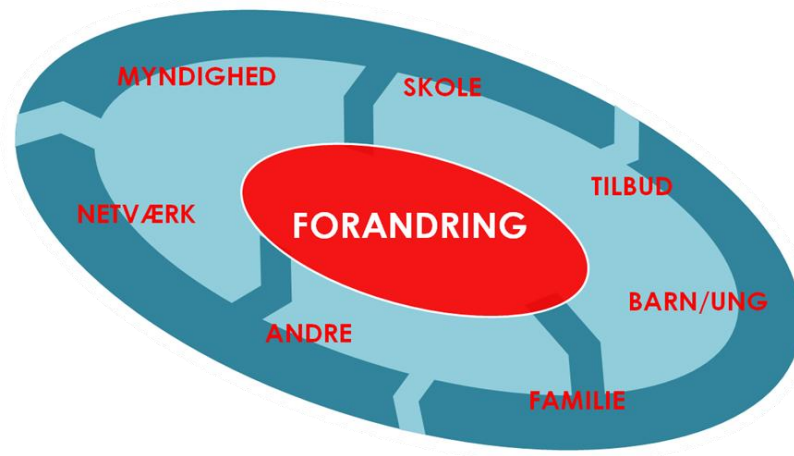 MYNDIGHED
SKOLE
TILBUD
NETVÆRK
FORANDRING
BARN/UNG
ANDRE
FAMILIE